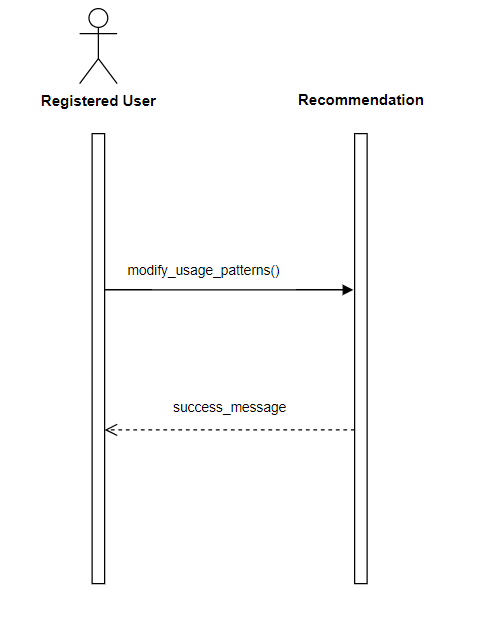 Registered User
Recommendation
modify_usage_patterns()
success_message